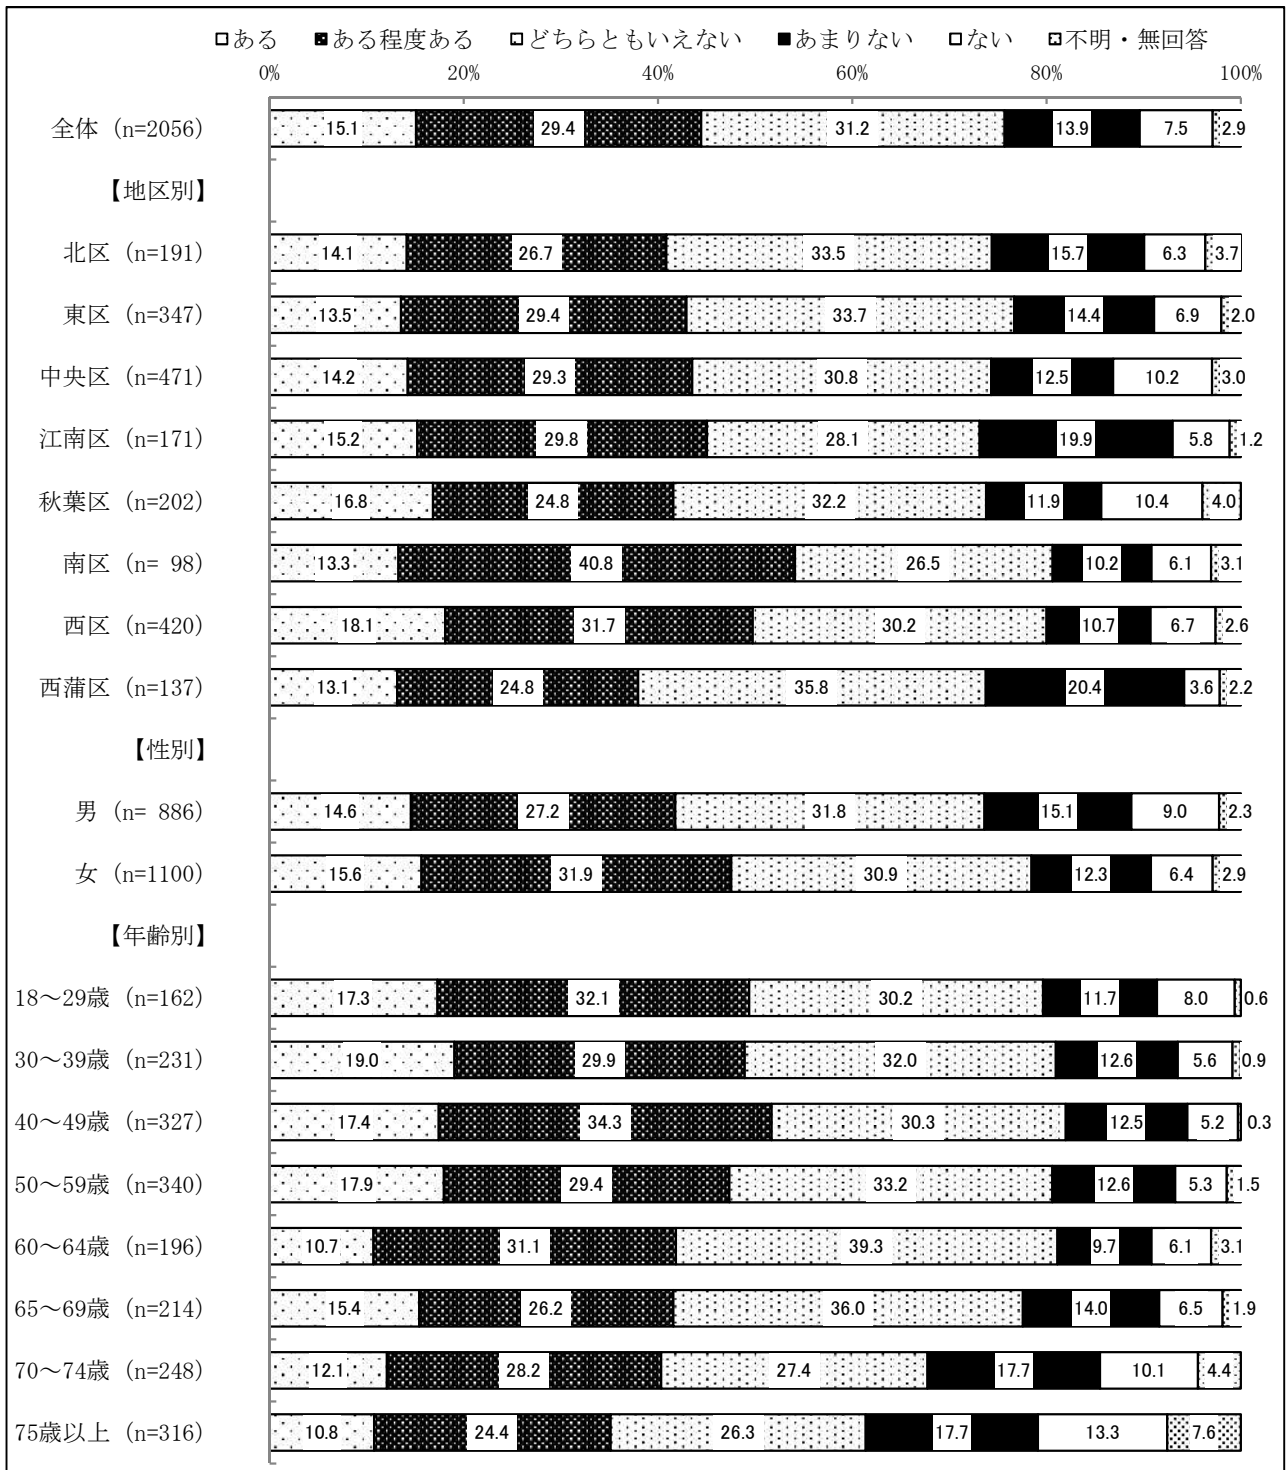 □ある ■ある程度ある □どちらともいえない ■あまりない □ない □不明・無回答
0% 20% 40% 60% 80% 100%
全体 (n=2056) 15.1 29.4 31.2 13.9 7.5 2.9
【地区別】
北区 (n=191) 14.1 26.7 33.5 15.7 6.3 3.7
東区 (n=347) 13.5 29.4 33.7 14.4 6.9 2.0
中央区 (n=471) 14.2 29.3 30.8 12.5 10.2 3.0
江南区 (n=171) 15.2 29.8 28.1 19.9 5.8 1.2
秋葉区 (n=202) 16.8 24.8 32.2 11.9 10.4 4.0
南区 (n= 98) 13.3 40.8 26.5 10.2 6.1 3.1
西区 (n=420) 18.1 31.7 30.2 10.7 6.7 2.6
西蒲区 (n=137) 13.1 24.8 35.8 20.4 3.6 2.2
【性別】
男 (n= 886) 14.6 27.2 31.8 15.1 9.0 2.3
女 (n=1100) 15.6 31.9 30.9 12.3 6.4 2.9
【年齢別】
18～29歳 (n=162) 17.3 32.1 30.2 11.7 8.0 0.6
30～39歳 (n=231) 19.0 29.9 32.0 12.6 5.6 0.9
40～49歳 (n=327) 17.4 34.3 30.3 12.5 5.2 0.3
50～59歳 (n=340) 17.9 29.4 33.2 12.6 5.3 1.5
60～64歳 (n=196) 10.7 31.1 39.3 9.7 6.1 3.1
65～69歳 (n=214) 15.4 26.2 36.0 14.0 6.5 1.9
70～74歳 (n=248) 12.1 28.2 27.4 17.7 10.1 4.4
75歳以上 (n=316) 10.8 24.4 26.3 17.7 13.3 7.6